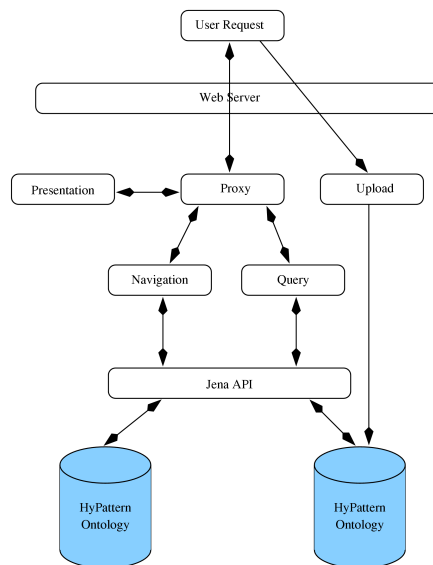 User Request
Web Server
Presentation
Proxy
Upload
Navigation
Query
Jena API
HyPattern
Ontology
HyPattern
Ontology